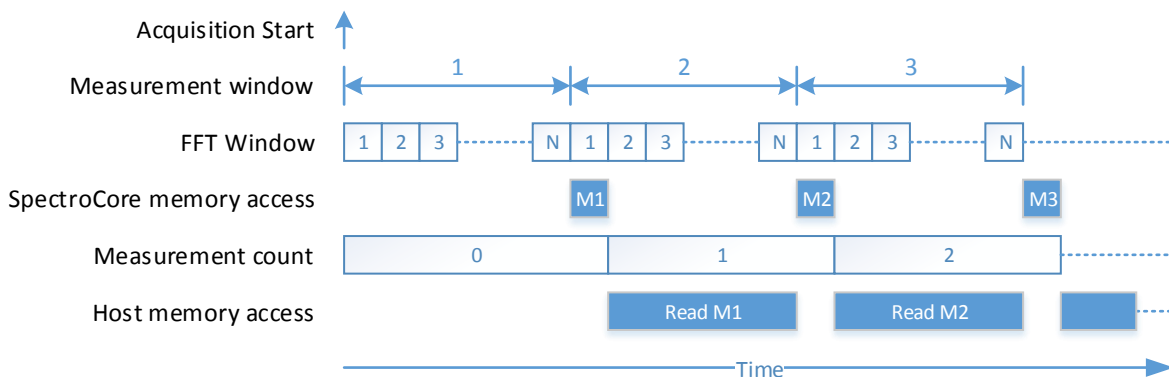 Acquisition Start
Measurement window 1 2 3
FFT Window 1 2 3 N 1 2 3 N 1 2 3 N
SpectroCore memory access M1 M2 M3
Measurement count 0 1 2
Host memory access Read M1 Read M2
Time